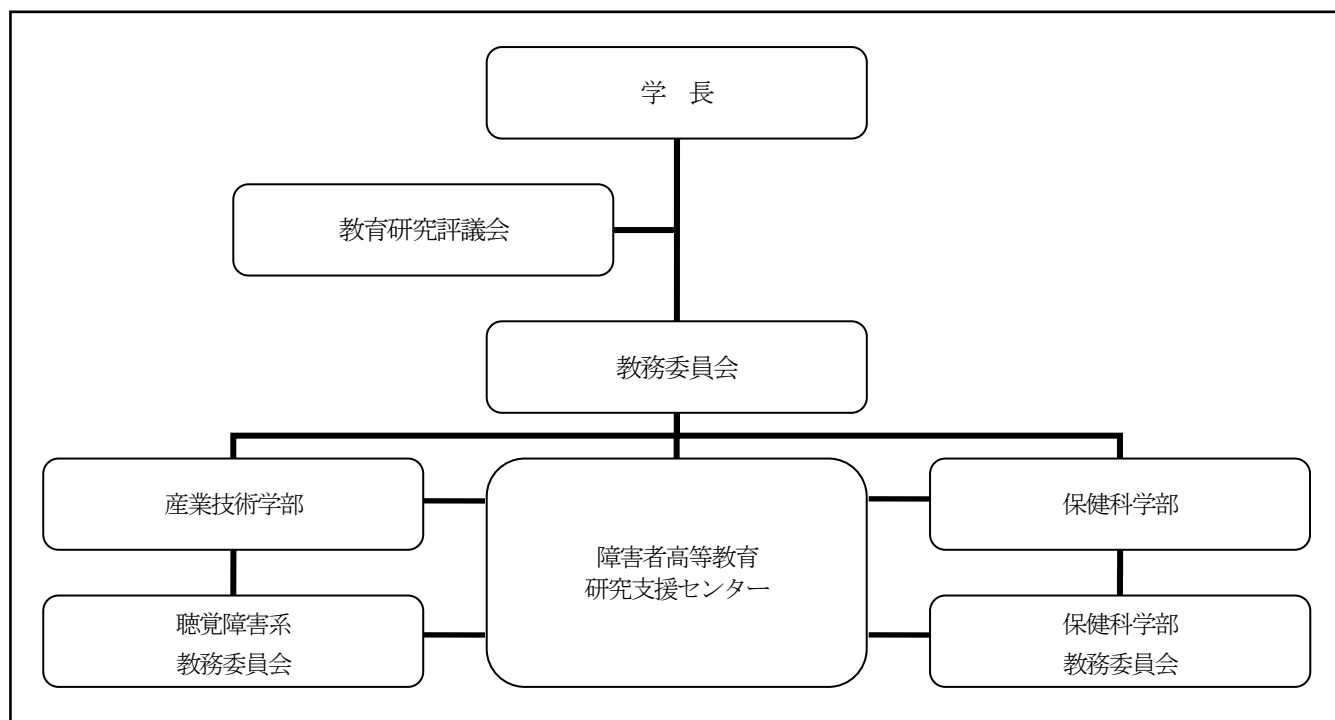 学　長
教育研究評議会
教務委員会
産業技術学部
障害者高等教育
研究支援センター
保健科学部
聴覚障害系
教務委員会
保健科学部
教務委員会